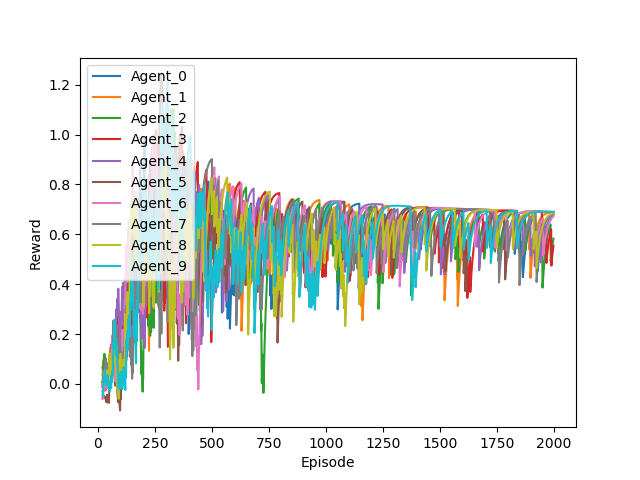 1.2
1.0
0.8
0.6
0.4
0.2
0.0
Reward
Agent_0
Agent_1
Agent_2
Agent_3
Agent_4
Agent_5
Agent_6
Agent_7
Agent_8
Agent_9
0 250 500 750 1000 1250 1500 1750 2000
Episode